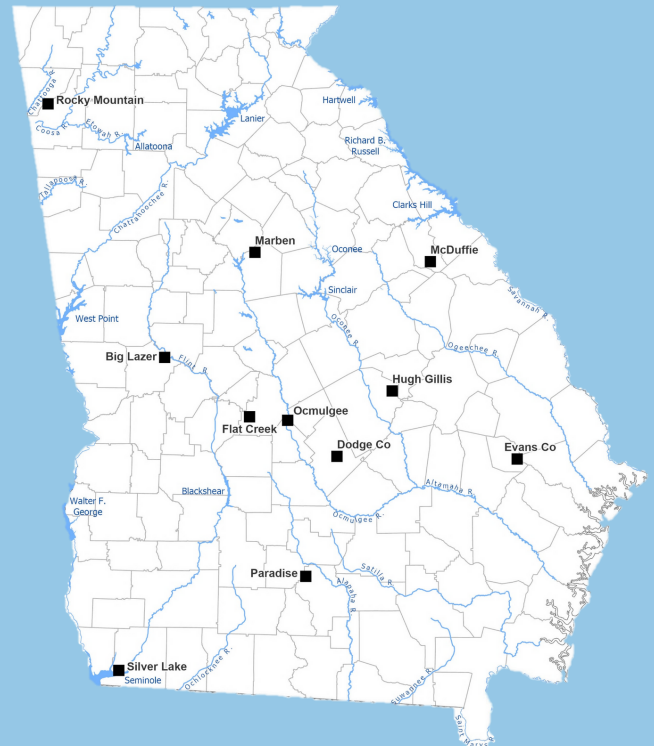 Chattooga R.
Rocky Mountain
Coosa R.
Etowah R.
Allatoona
Lanier
Hartwell
Richard B.
Russell
Tallapoosa R.
Chattahoochee R.
Clarks Hill
Marben
Oconee
McDuffie
Sinclair
Savannah R.
West Point
Oconee R.
Ogeechee R.
Big Lazer
Flint R.
Hugh Gillis
Ocmulgee
Flat Creek
Dodge Co
Evans Co
Blackshear
Altamaha R.
Walter F.
George
Ocmulgee R.
Paradise
Alapaha R.
Satilla R.
Silver Lake
Seminole
Ochlocknee R.
Suwannee R.
Saint Marys R.